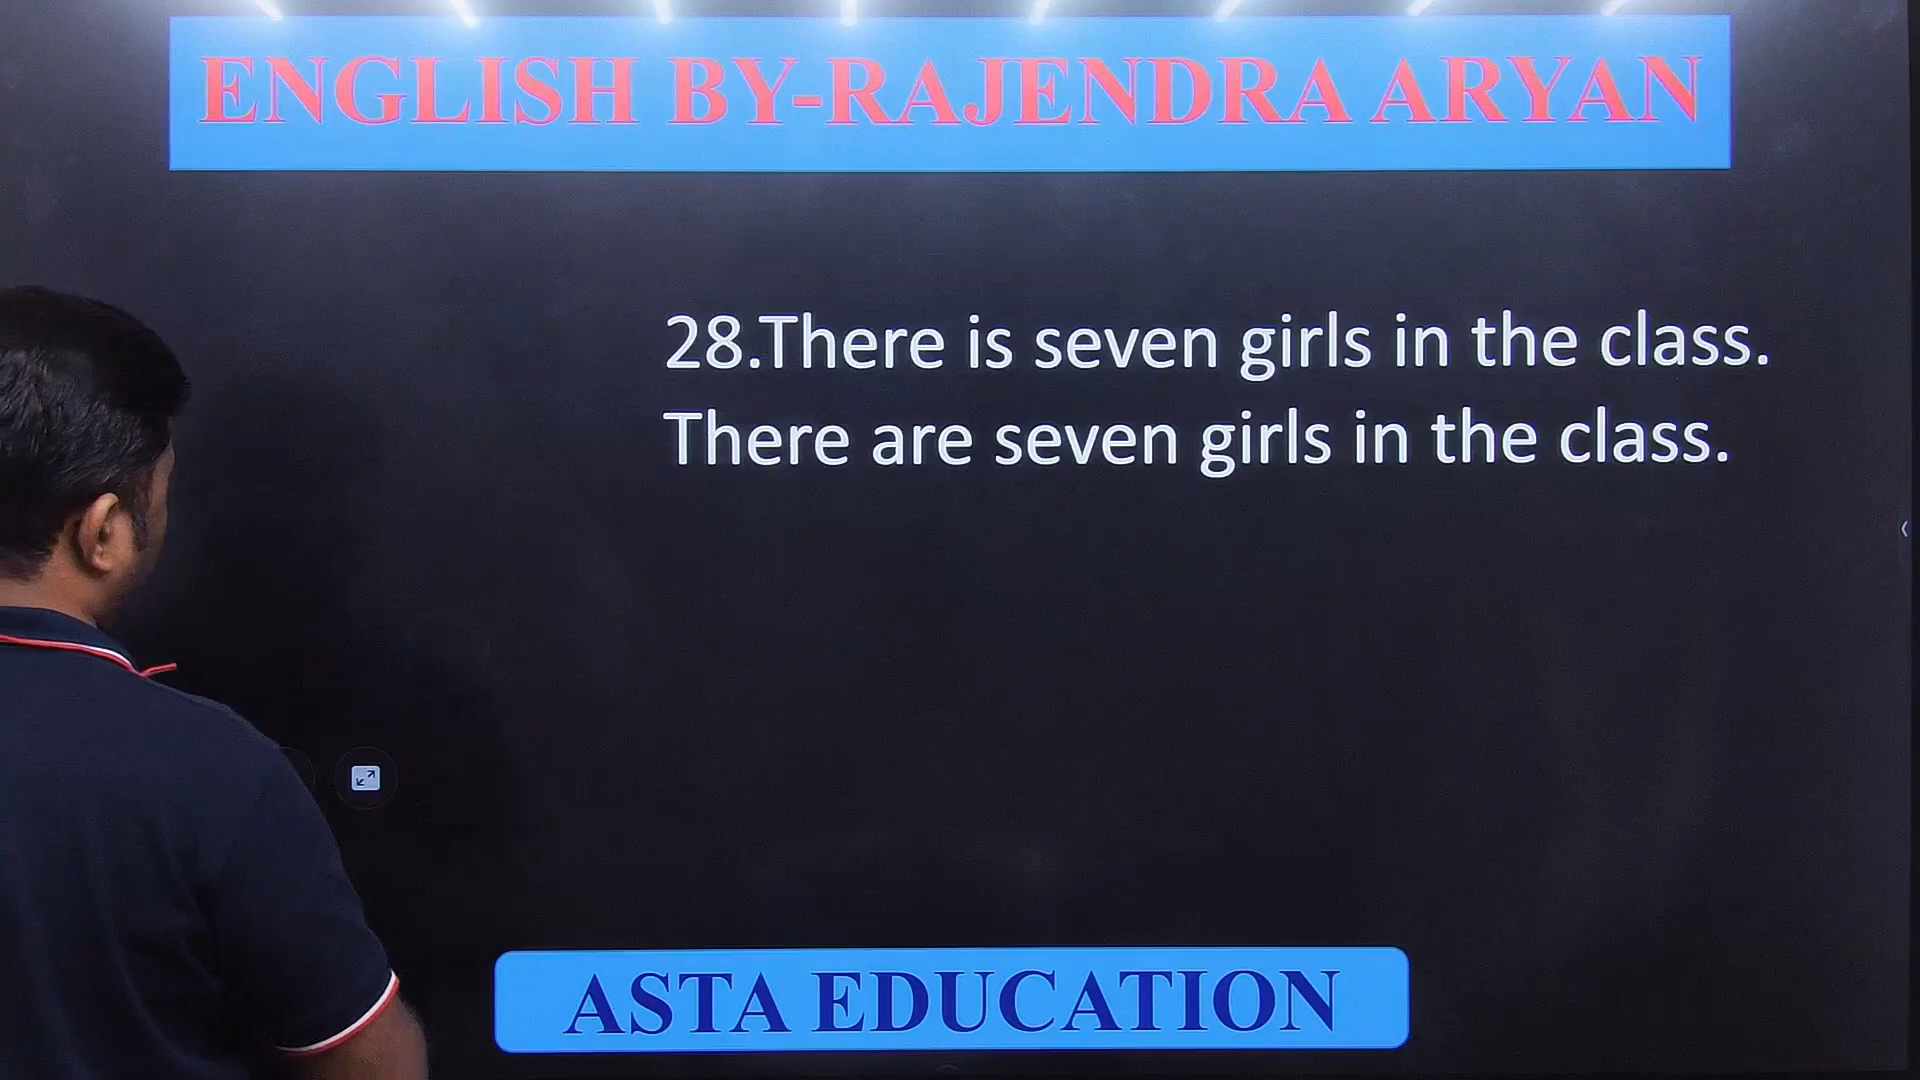 ENGLISH BY-RAJENDRA ARYAN
28.There is seven girls in the class.
There are seven girls in the class.
ASTA EDUCATION